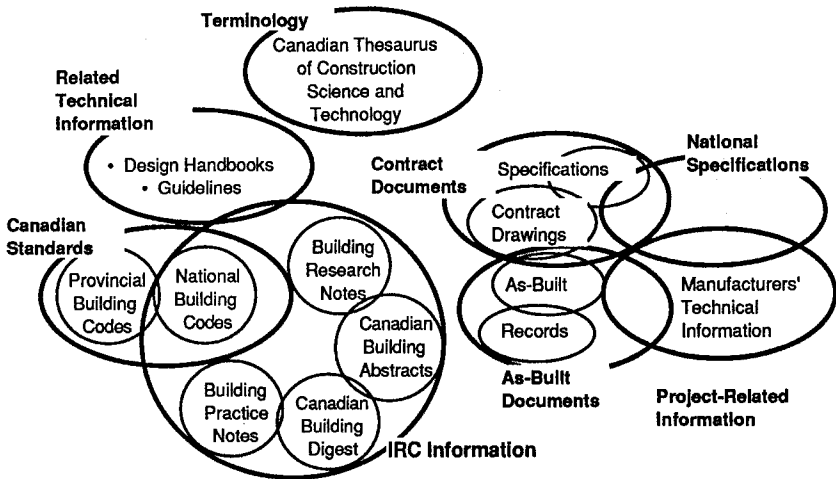 Terminology
Canadian Thesaurus
of Construction
Science and
Technology
Related
Technical
Information
• Design Handbooks
• Guidelines
Canadian
Standards
Provincial
Building
Codes
National
Building
Codes
Building
Research
Notes
Canadian
Building
Abstracts
Building
Practice
Notes
Canadian
Building
Digest
IRC Information
Contract
Documents
Specifications
Contract
Drawings
National
Specifications
As-Built
Records
As-Built
Documents
Manufacturers'
Technical
Information
Project-Related
Information